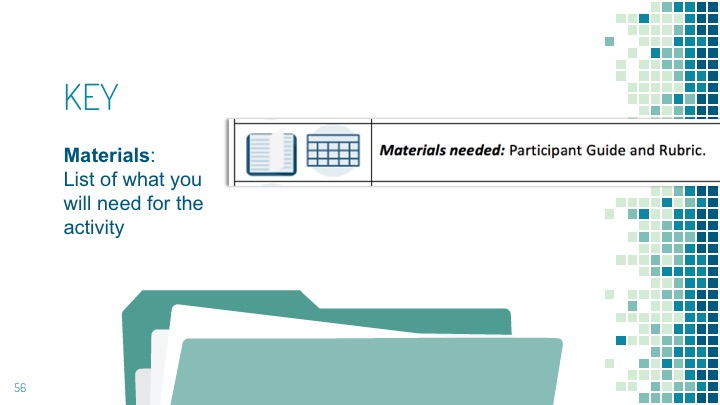 KEY
Materials:
List of what you
will need for the
activity
Materials needed: Participant Guide and Rubric.
56